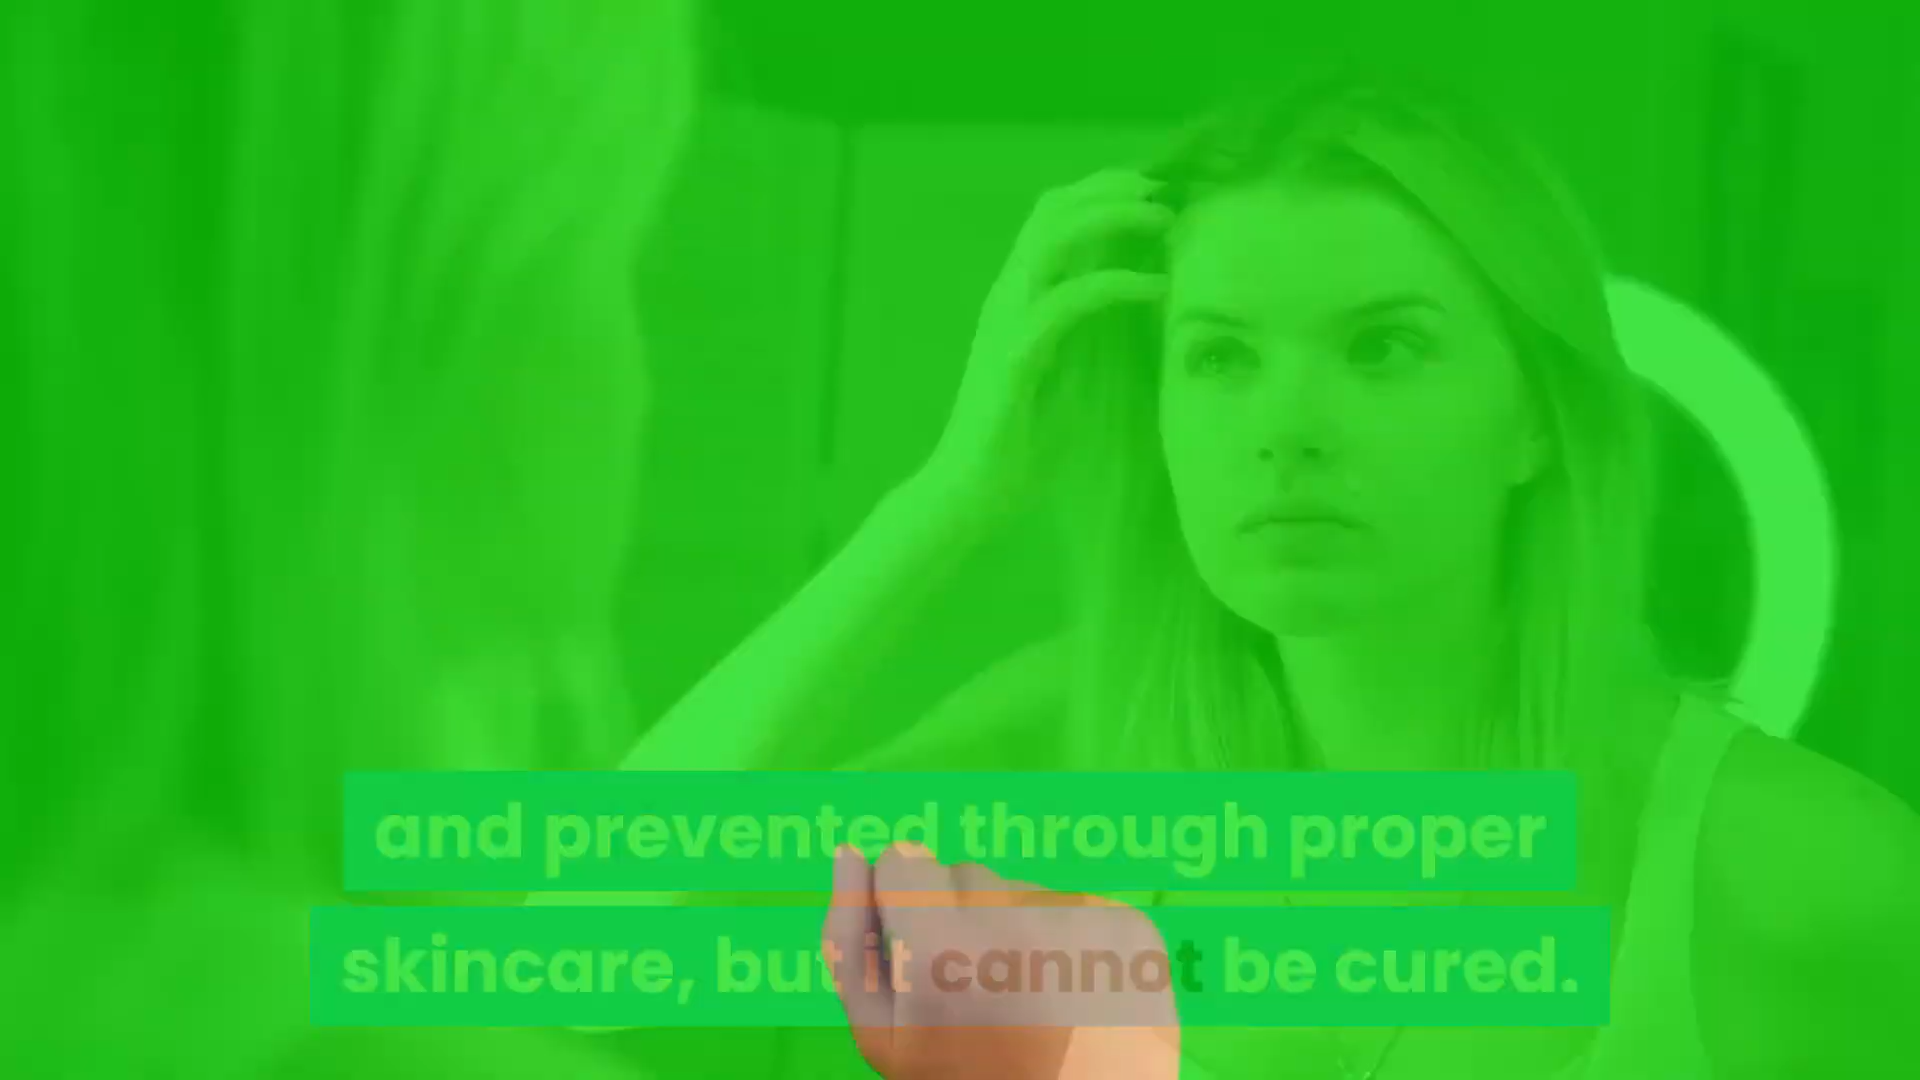 and prevented through proper
skincare, but it cannot be cured.